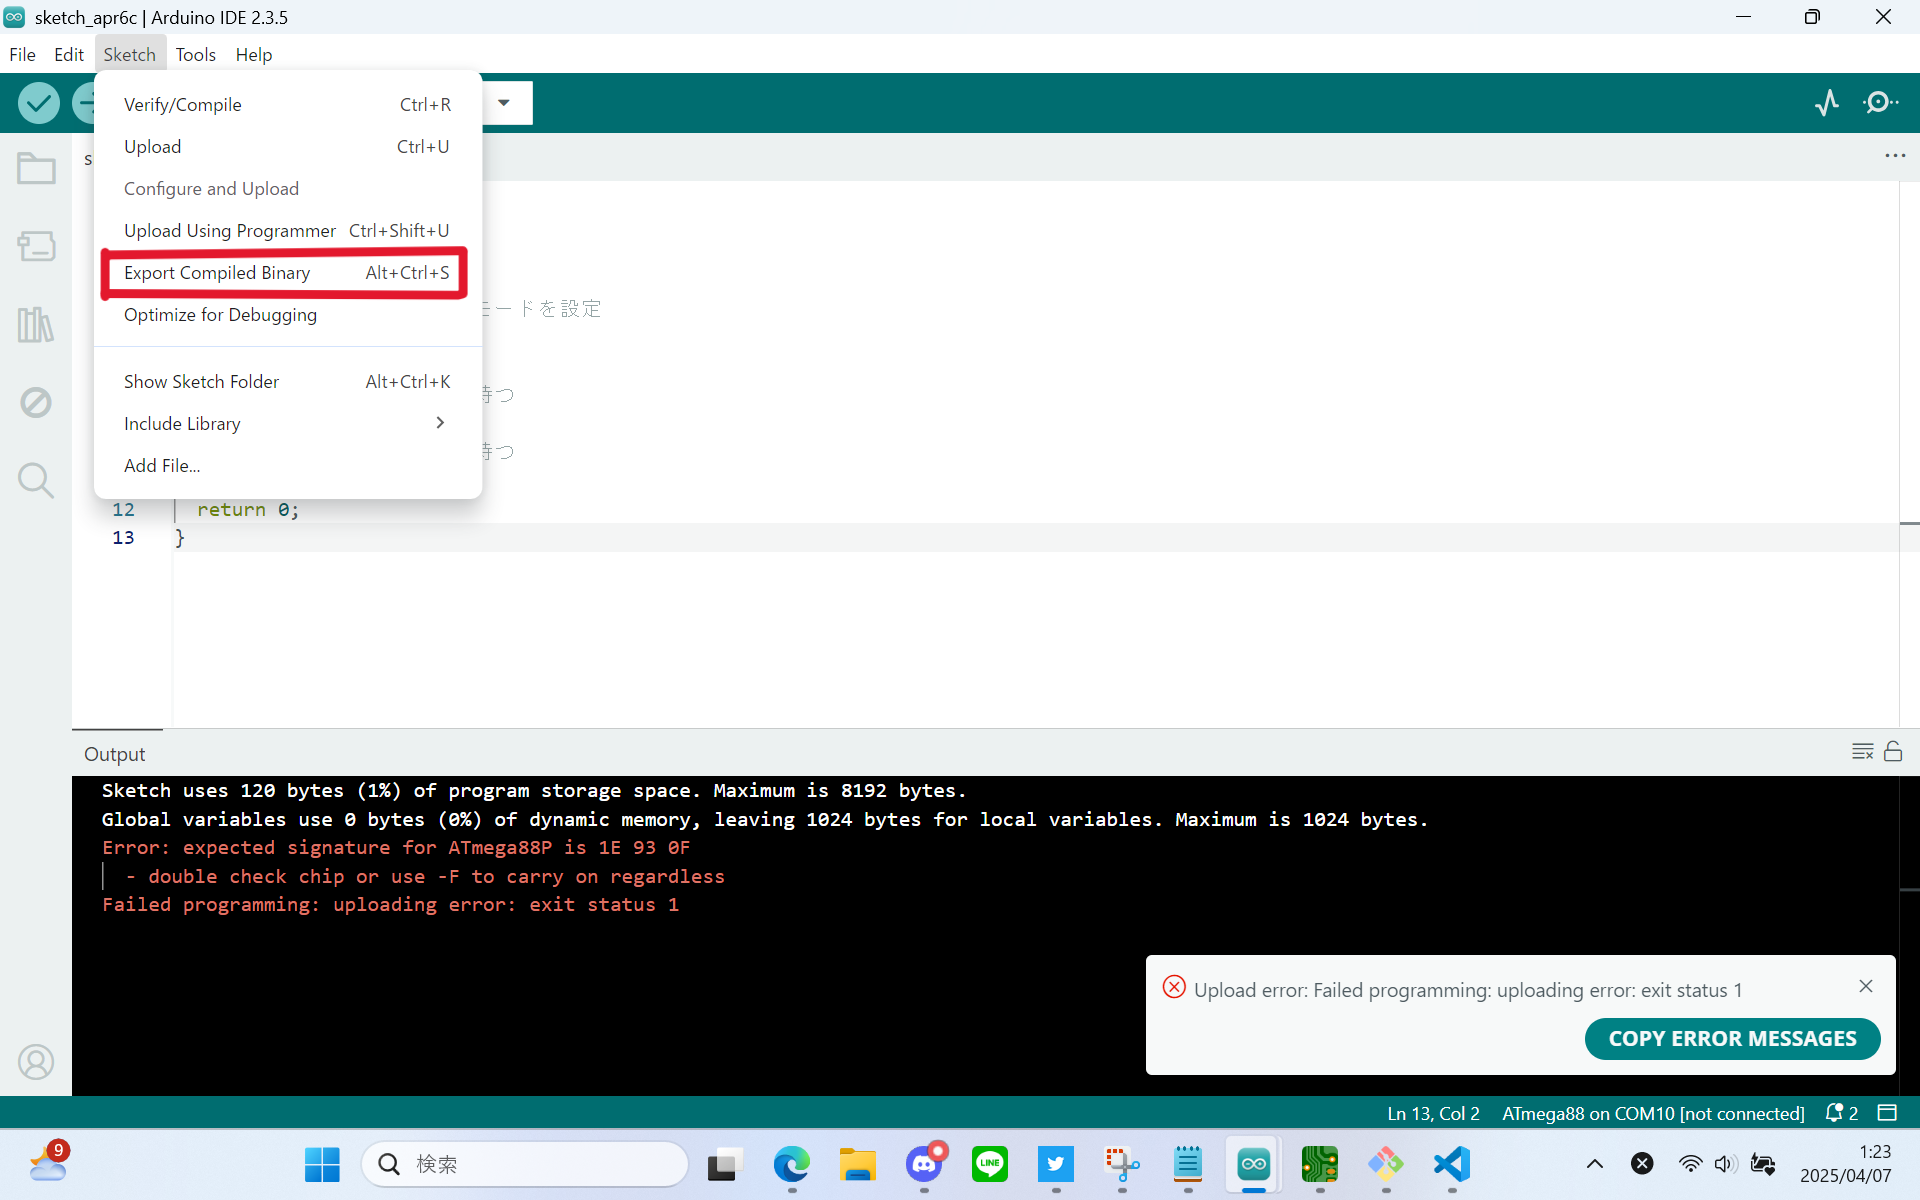 sketch_apr6c | Arduino IDE 2.3.5
File Edit Sketch Tools Help
Verify/Compile Ctrl+R
Upload Ctrl+U
Configure and Upload
Upload Using Programmer Ctrl+Shift+U
Export Compiled Binary Alt+Ctrl+S
Optimize for Debugging
Show Sketch Folder Alt+Ctrl+K
Include Library
Add File...
s
ードを設定
つ
つ
12 return 0;
13 }
Output
Sketch uses 120 bytes (1%) of program storage space. Maximum is 8192 bytes.
Global variables use 0 bytes (0%) of dynamic memory, leaving 1024 bytes for local variables. Maximum is 1024 bytes.
Error: expected signature for ATmega88P is 1E 93 0F
- double check chip or use -F to carry on regardless
Failed programming: uploading error: exit status 1
Upload error: Failed programming: uploading error: exit status 1
COPY ERROR MESSAGES
Ln 13, Col 2 ATmega88 on COM10 [not connected] 2
9
検索
LINE
1:23
2025/04/07